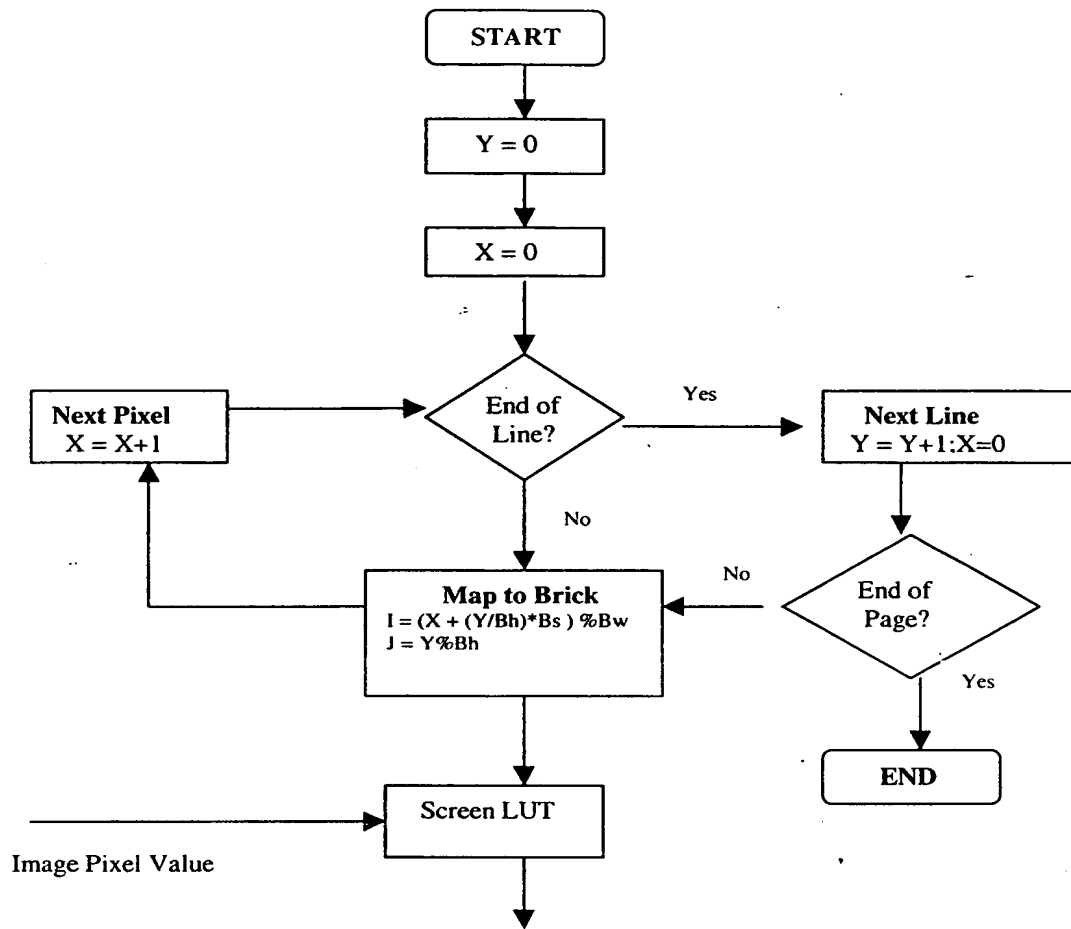 START
Y = 0
X = 0
End of
Line?
Yes
Next Pixel
X = X+1
Next Line
Y = Y+1;X=0
No
Map to Brick
I = (X + (Y/Bh)*Bs ) %Bw
J = Y%Bh
No
End of
Page?
Yes
END
Screen LUT
Image Pixel Value